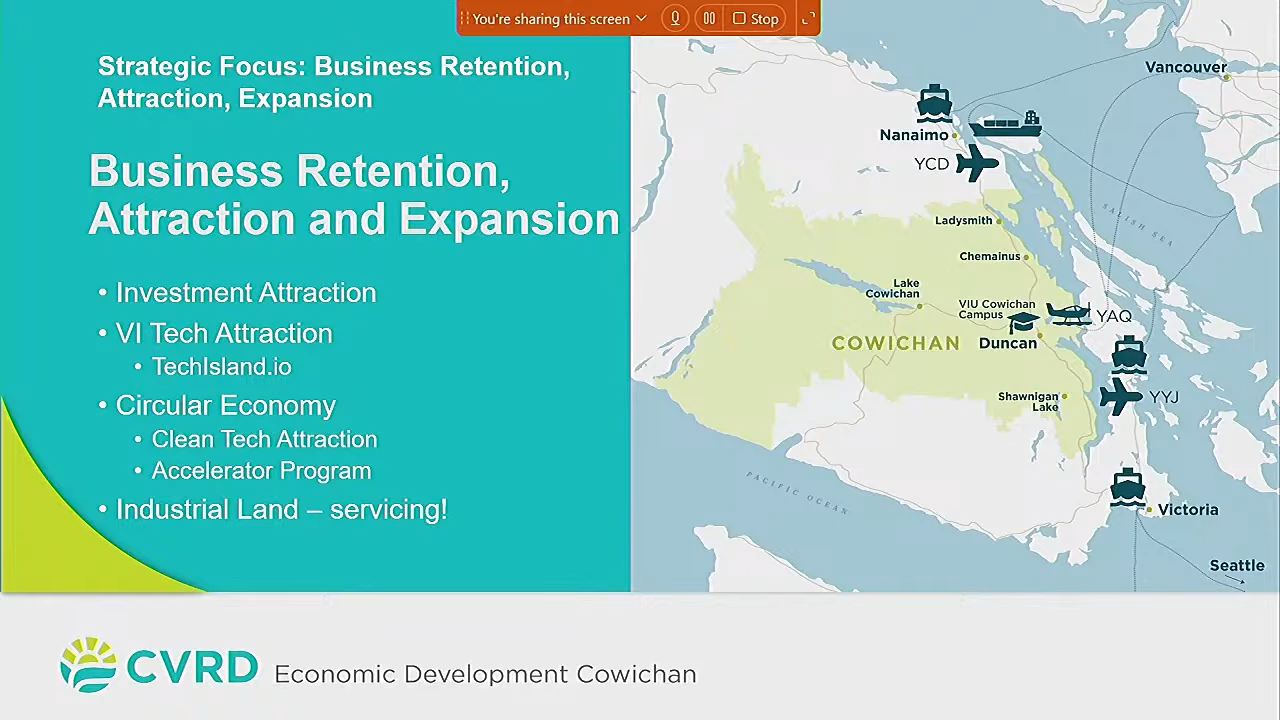 You're sharing this screen
Stop
Strategic Focus: Business Retention,
Attraction, Expansion
Business Retention,
Attraction and Expansion
• Investment Attraction
• VI Tech Attraction
• TechIsland.io
• Circular Economy
• Clean Tech Attraction
• Accelerator Program
• Industrial Land – servicing!
Vancouver
Nanaimo
YCD
SALISH SEA
Ladysmith
Chemainus
Lake
Cowichan
VIU Cowichan
Campus
YAQ
COWICHAN
Duncan
Shawnigan
Lake
YYJ
PACIFIC OCEAN
Victoria
Seattle
CVRD Economic Development Cowichan